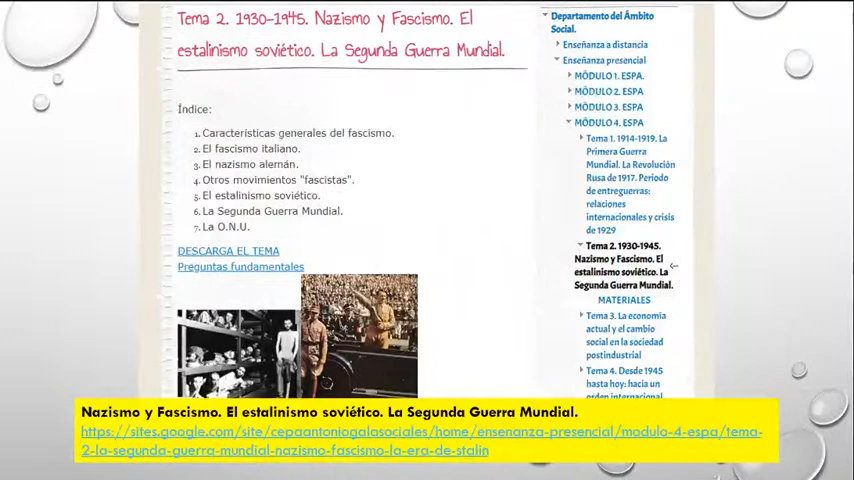 Tema 2. 1930-1945. Nazismo y Fascismo. El
estalinismo soviético. La Segunda Guerra Mundial.
Índice:
1. Características generales del fascismo.
2. El fascismo italiano.
3. El nazismo alemán.
4. Otros movimientos "fascistas".
5. El estalinismo soviético.
6. La Segunda Guerra Mundial.
7. La O.N.U.
DESCARGA EL TEMA
Preguntas fundamentales
Departamento del Ámbito
Social.
Enseñanza a distancia
Enseñanza presencial
MÓDULO 1. ESPA.
MÓDULO 2. ESPA
MÓDULO 3. ESPA
MÓDULO 4. ESPA
Tema 1. 1914-1919. La
Primera Guerra
Mundial. La Revolución
Rusa de 1917. Periodo
de entreguerras:
relaciones
internacionales y crisis
de 1929
Tema 2. 1930-1945.
Nazismo y Fascismo. El
estalinismo soviético. La
Segunda Guerra Mundial.
MATERIALES
Tema 3. La economía
actual y el cambio
social en la sociedad
postindustrial
Tema 4. Desde 1945
hasta hoy: hacia un
orden internacional
Nazismo y Fascismo. El estalinismo soviético. La Segunda Guerra Mundial.
https://sites.google.com/site/cepaantoniogalasociales/home/ensenanza-presencial/modulo-4-espa/tema-
2-la-segunda-guerra-mundial-nazismo-fascismo-la-era-de-stalin